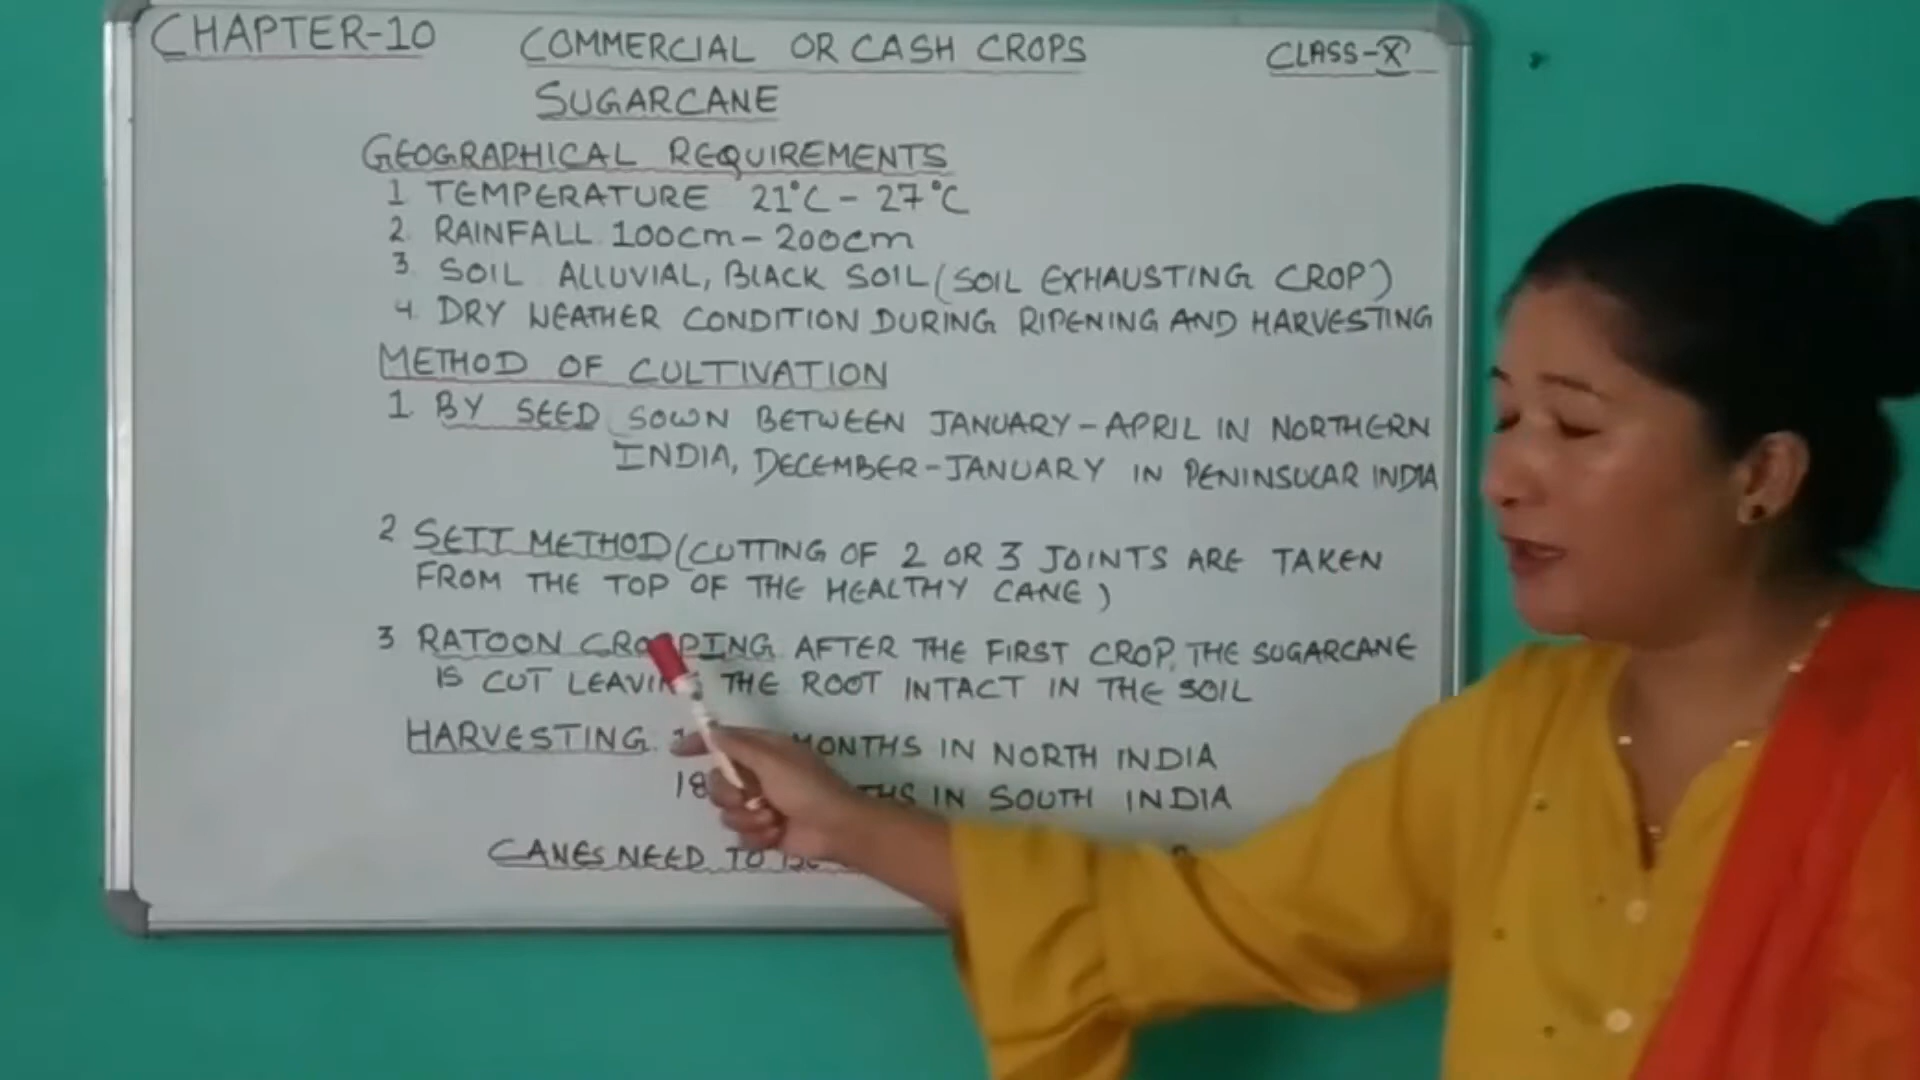 CHAPTER-10
COMMERCIAL OR CASH CROPS
CLASS-X
SUGARCANE
GEOGRAPHICAL REQUIREMENTS
1 TEMPERATURE 21°C - 27°C
2. RAINFALL 100cm - 200cm
3 SOIL ALLUVIAL, BLACK SOIL (SOIL EXHAUSTING CROP)
4. DRY WEATHER CONDITION DURING RIPENING AND HARVESTING
METHOD OF CULTIVATION
1 BY SEED SOWN BETWEEN JANUARY - APRIL IN NORTHERN
INDIA, DECEMBER - JANUARY IN PENINSULAR INDIA
2 SETT METHOD (CUTTING OF 2 OR 3 JOINTS ARE TAKEN
FROM THE TOP OF THE HEALTHY CANE)
3 RATOON AFTER THE FIRST CROP, THE SUGARCANE
IS CUT THE ROOT INTACT IN THE SOIL
HARVESTING MONTHS IN NORTH INDIA
IN SOUTH INDIA
CANES NEED TO